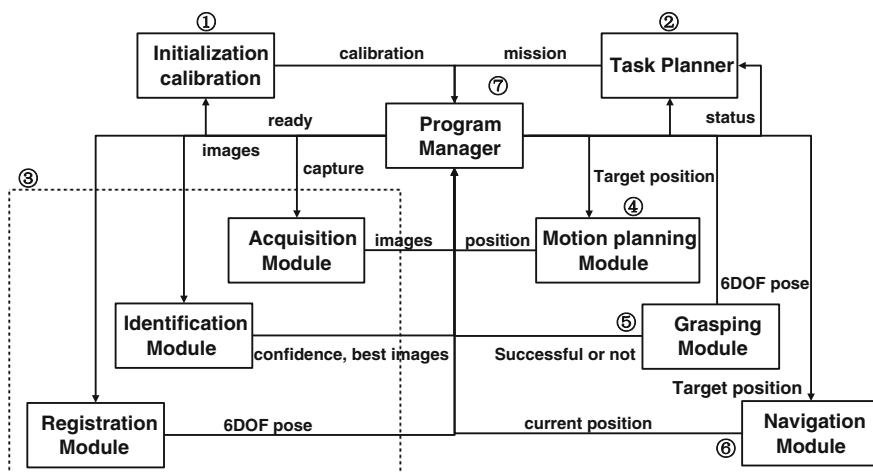 ①
②
Initialization
calibration
calibration
mission
Task Planner
⑦
ready
Program
Manager
status
images
capture
Target position
③
④
Acquisition
Module
images
position
Motion planning
Module
6DOF pose
Identification
Module
⑤
Grasping
Module
confidence, best images
Successful or not
Target position
Registration
Module
6DOF pose
current position
⑥
Navigation
Module